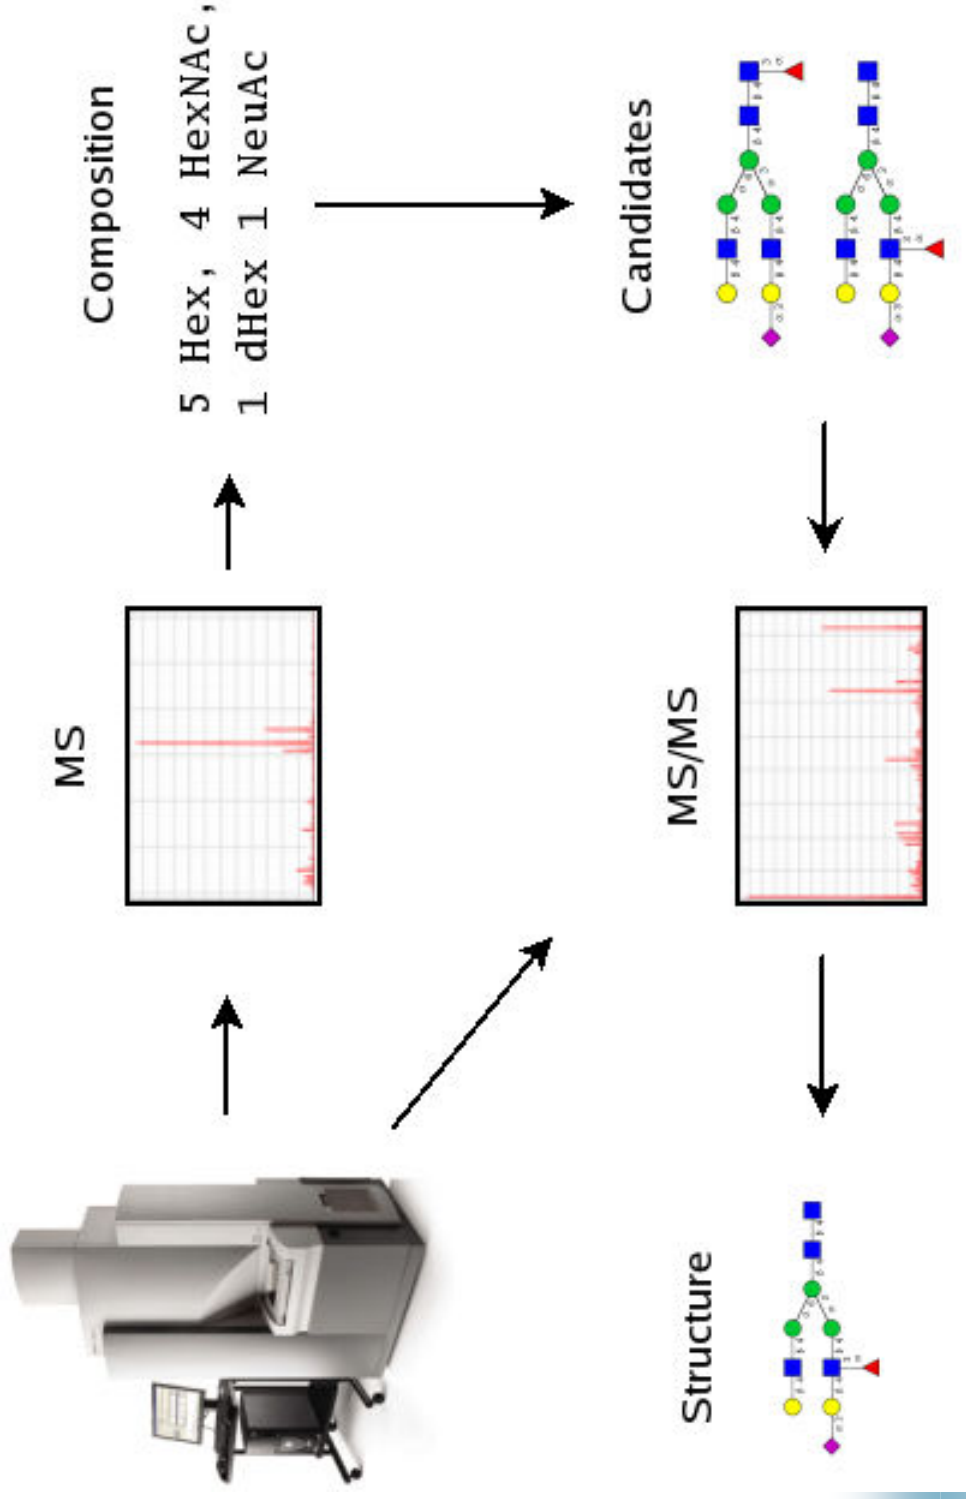 MS
Composition
5 Hex, 4 HexNAc,
1 dHex 1 NeuAc
Structure
MS/MS
Candidates